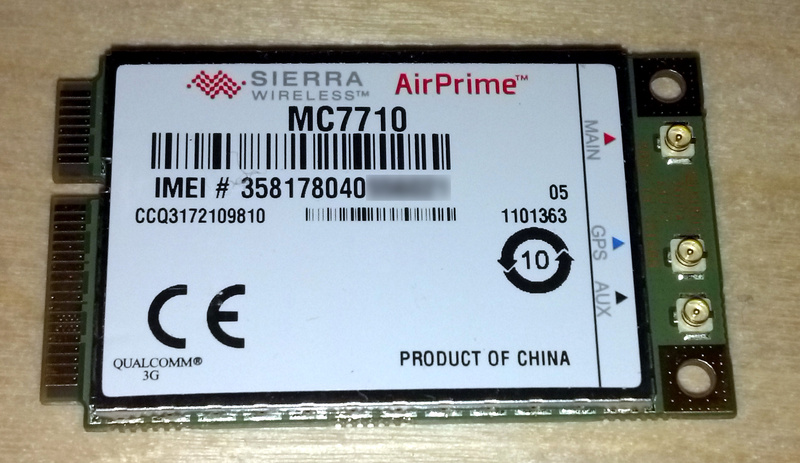 SIERRA
WIRELESS™
AirPrime™
MC7710
IMEI # 358178040
05
CCQ3172109810
1101363
10
CE
QUALCOMM®
3G
PRODUCT OF CHINA
MAIN
GPS
AUX